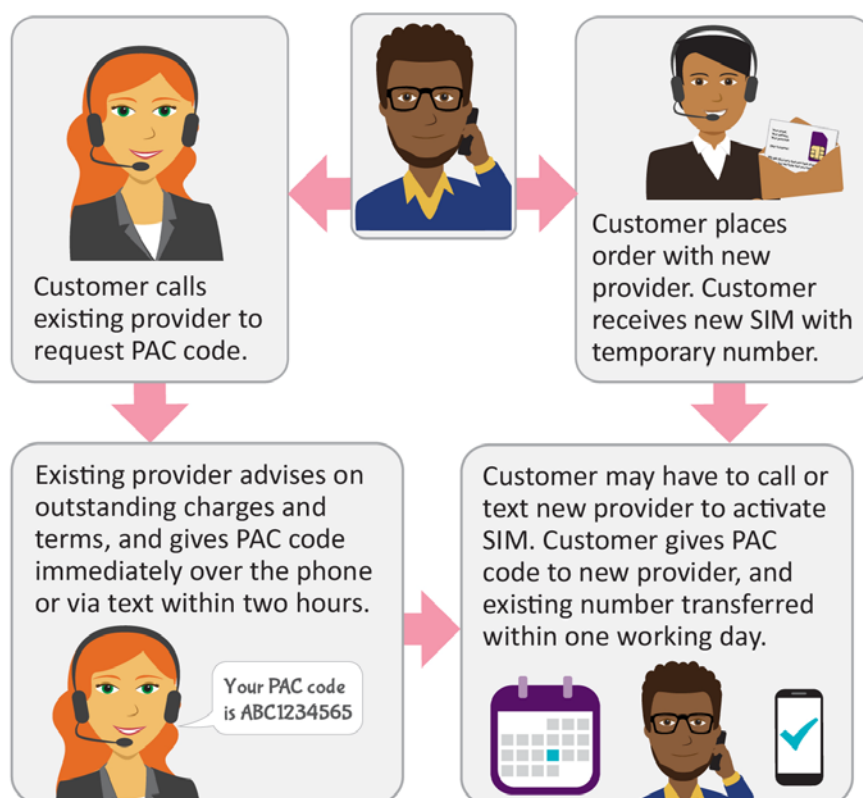 Customer calls
existing provider to
request PAC code.
Customer places
order with new
provider. Customer
receives new SIM with
temporary number.
Existing provider advises on
outstanding charges and
terms, and gives PAC code
immediately over the phone
or via text within two hours.
Your PAC code
is ABC1234565
Customer may have to call or
text new provider to activate
SIM. Customer gives PAC
code to new provider, and
existing number transferred
within one working day.